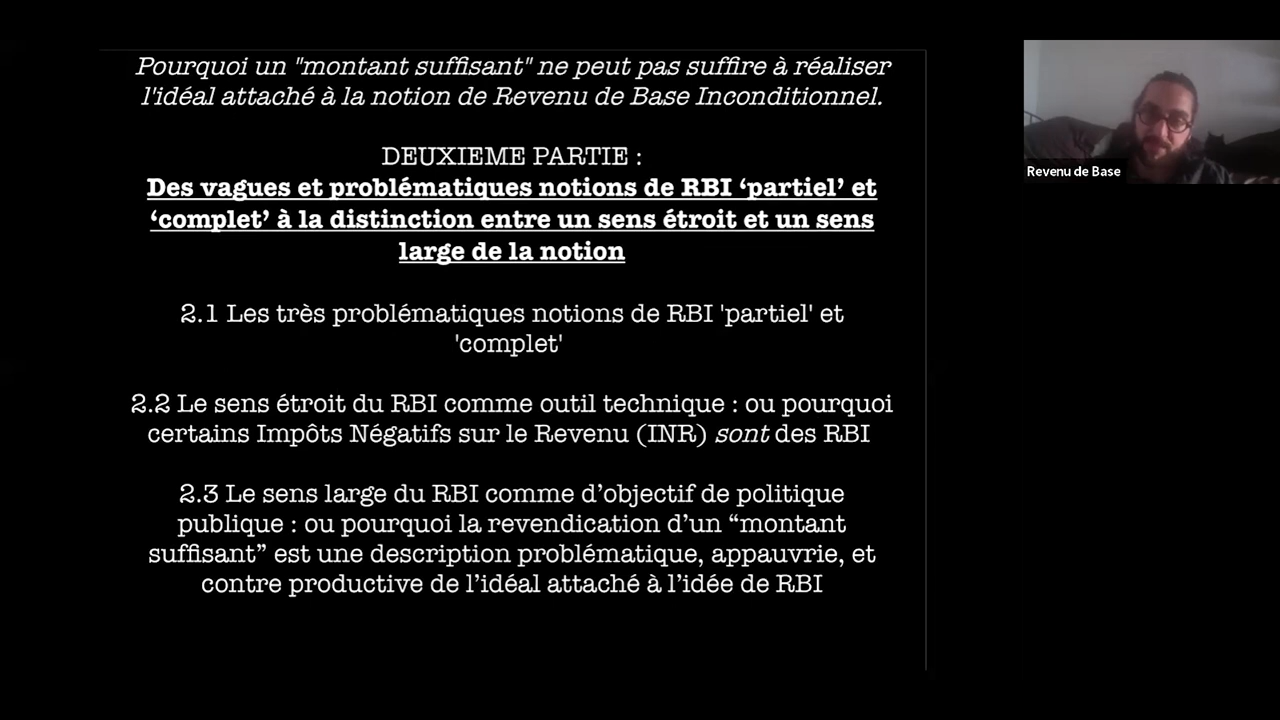 Pourquoi un "montant suffisant" ne peut pas suffire à réaliser
l'idéal attaché à la notion de Revenu de Base Inconditionnel.
DEUXIEME PARTIE :
Des vagues et problématiques notions de RBI ‘partiel’ et
‘complet’ à la distinction entre un sens étroit et un sens
large de la notion
2.1 Les très problématiques notions de RBI 'partiel' et
'complet'
2.2 Le sens étroit du RBI comme outil technique : ou pourquoi
certains Impôts Négatifs sur le Revenu (INR) sont des RBI
2.3 Le sens large du RBI comme d’objectif de politique
publique : ou pourquoi la revendication d’un “montant
suffisant” est une description problématique, appauvrie, et
contre productive de l’idéal attaché à l’idée de RBI
Revenu de Base